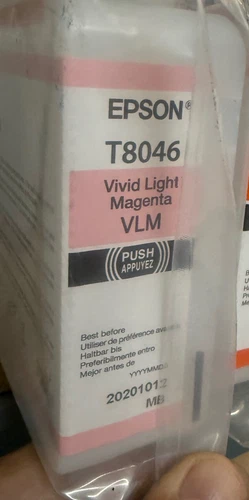 EPSON®
T8046
Vivid Light
Magenta
VLM
PUSH
APPUYEZ
Best before
Utiliser de préférence
Haltbar bis
Preferibilmente entro
Mejor antes de
20201012
MB